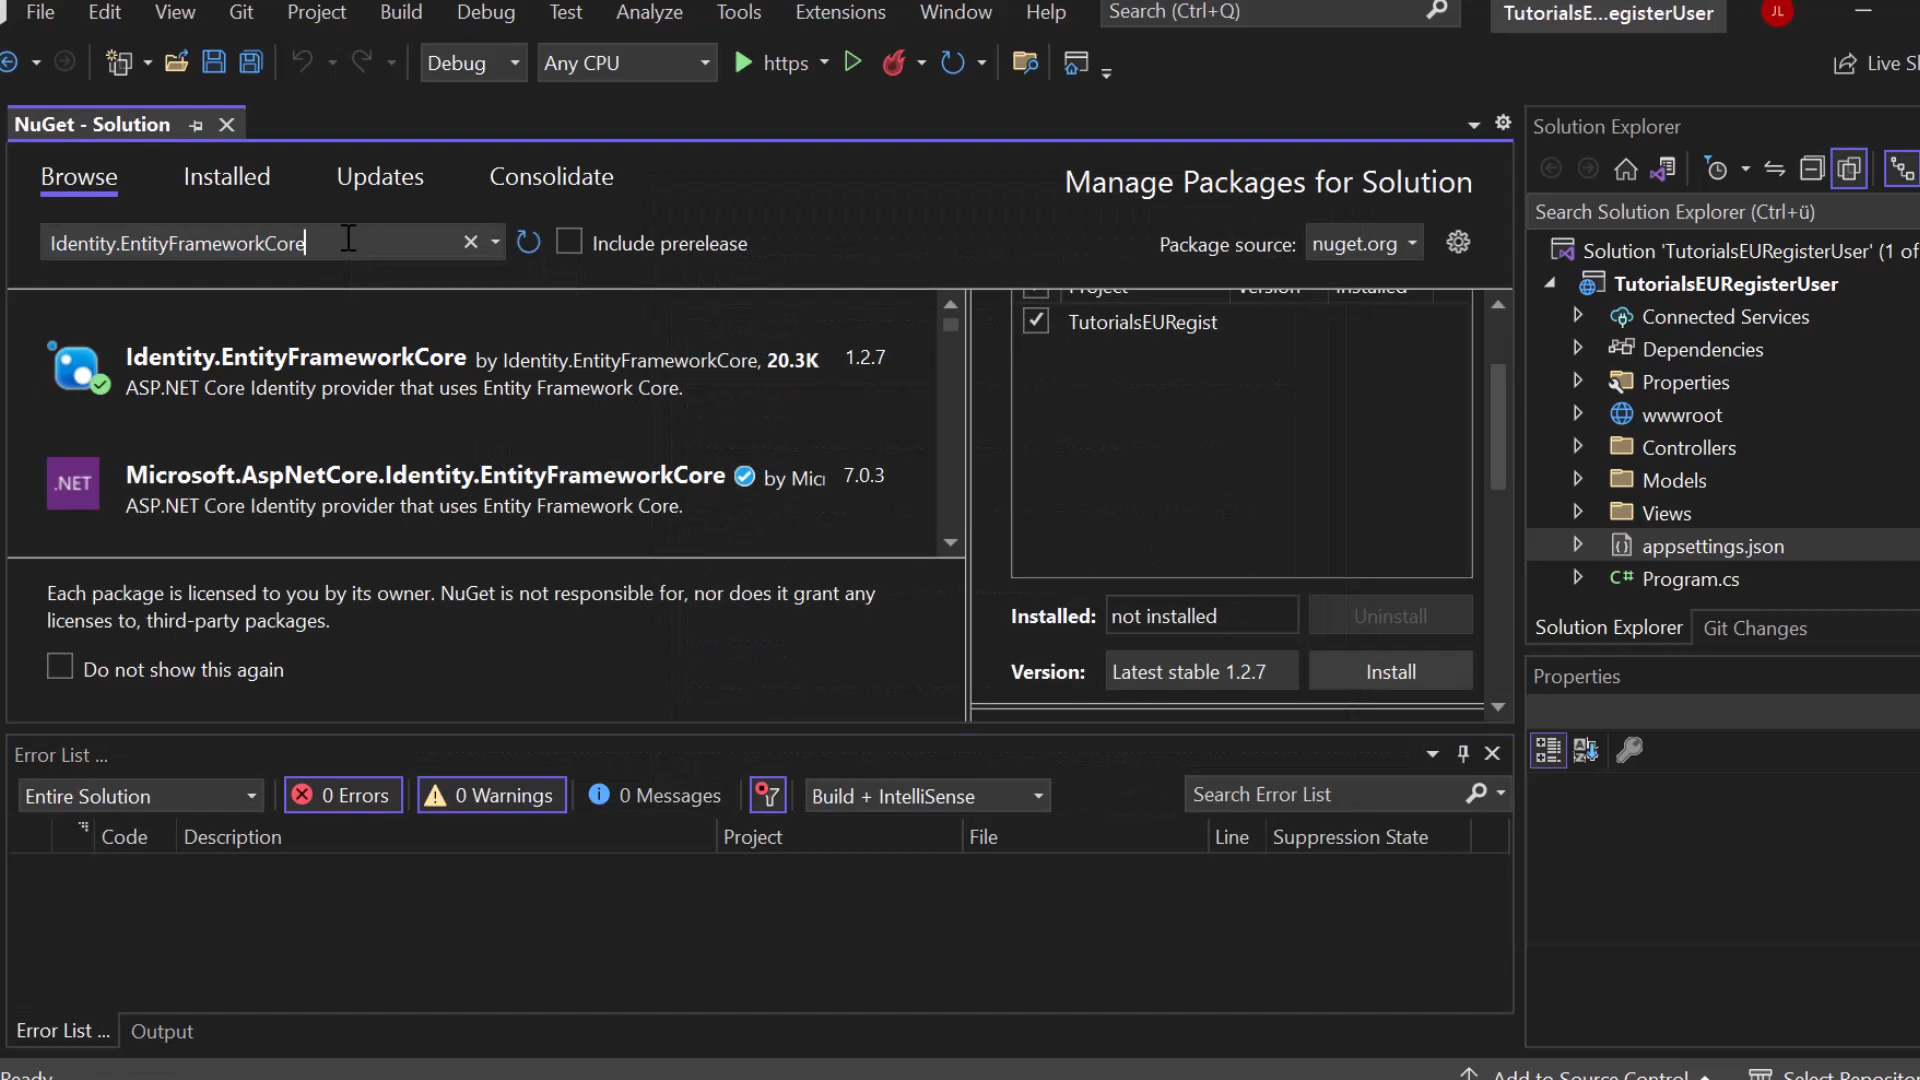 File Edit View Git Project Build Debug Test Analyze Tools Extensions Window Help Search (Ctrl+Q) TutorialsE...egisterUser JL
Debug Any CPU https Live
NuGet - Solution
Browse Installed Updates Consolidate
Manage Packages for Solution
Identity.EntityFrameworkCore Include prerelease Package source: nuget.org
Identity.EntityFrameworkCore by Identity.EntityFrameworkCore, 20.3K 1.2.7
ASP.NET Core Identity provider that uses Entity Framework Core.
.NET Microsoft.AspNetCore.Identity.EntityFrameworkCore by Mic 7.0.3
ASP.NET Core Identity provider that uses Entity Framework Core.
Each package is licensed to you by its owner. NuGet is not responsible for, nor does it grant any
licenses to, third-party packages.
Do not show this again
Project Version Installed
TutorialsEURegist
Installed: not installed Uninstall
Version: Latest stable 1.2.7 Install
Solution Explorer
Search Solution Explorer (Ctrl+ü)
Solution 'TutorialsEURegisterUser' (1 of
TutorialsEURegisterUser
Connected Services
Dependencies
Properties
wwwroot
Controllers
Models
Views
appsettings.json
C# Program.cs
Solution Explorer Git Changes
Properties
Error List ...
Entire Solution 0 Errors 0 Warnings 0 Messages Build + IntelliSense Search Error List
Code Description Project File Line Suppression State
Error List ... Output
Ready Add to Source Control Select Repository